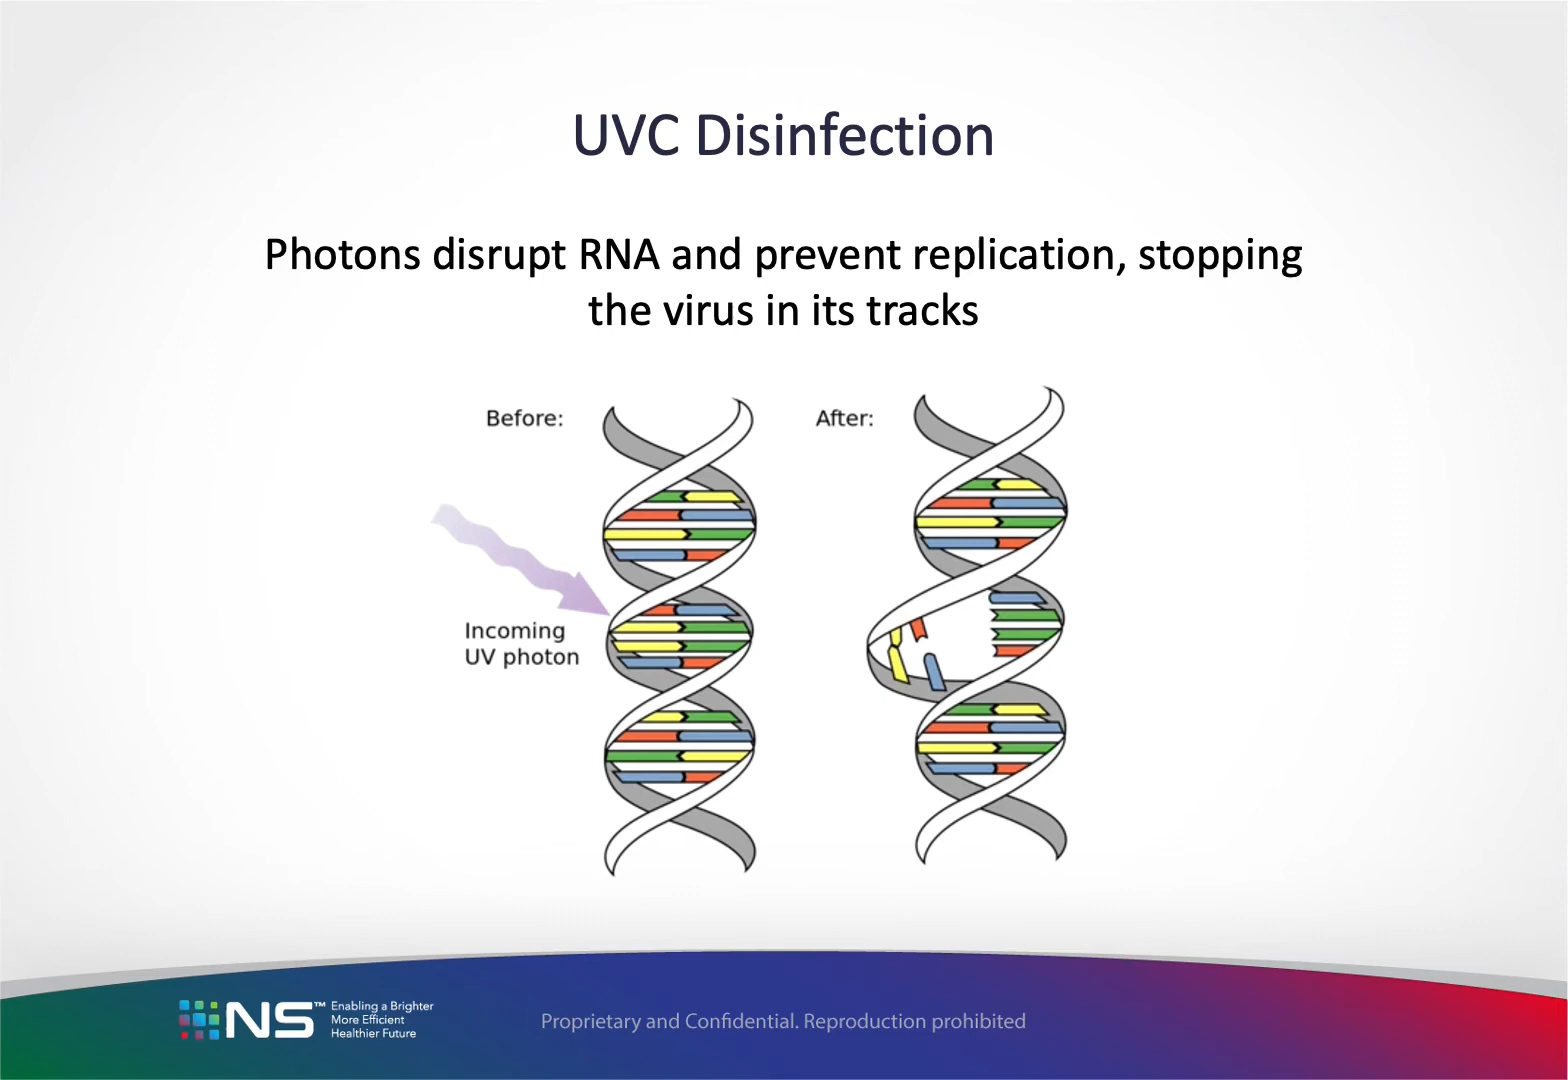 UVC Disinfection
Photons disrupt RNA and prevent replication, stopping
the virus in its tracks
Before:
After:
Incoming
UV photon
NS™
Enabling a Brighter
More Efficient
Healthier Future
Proprietary and Confidential. Reproduction prohibited